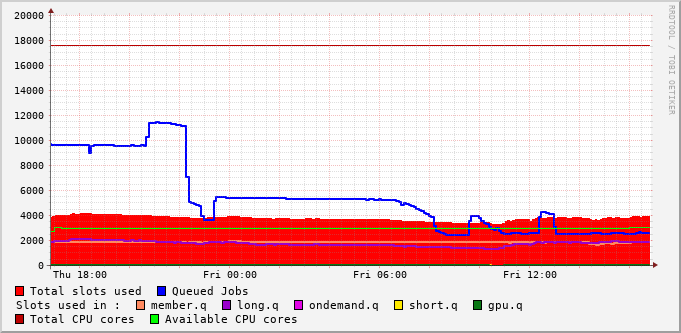 20000
18000
16000
14000
12000
10000
8000
6000
4000
2000
0
Thu 18:00 Fri 00:00 Fri 06:00 Fri 12:00
Total slots used Queued Jobs
Slots used in : member.q long.q ondemand.q short.q gpu.q
Total CPU cores Available CPU cores
RRDTOOL / TOBI OETIKER